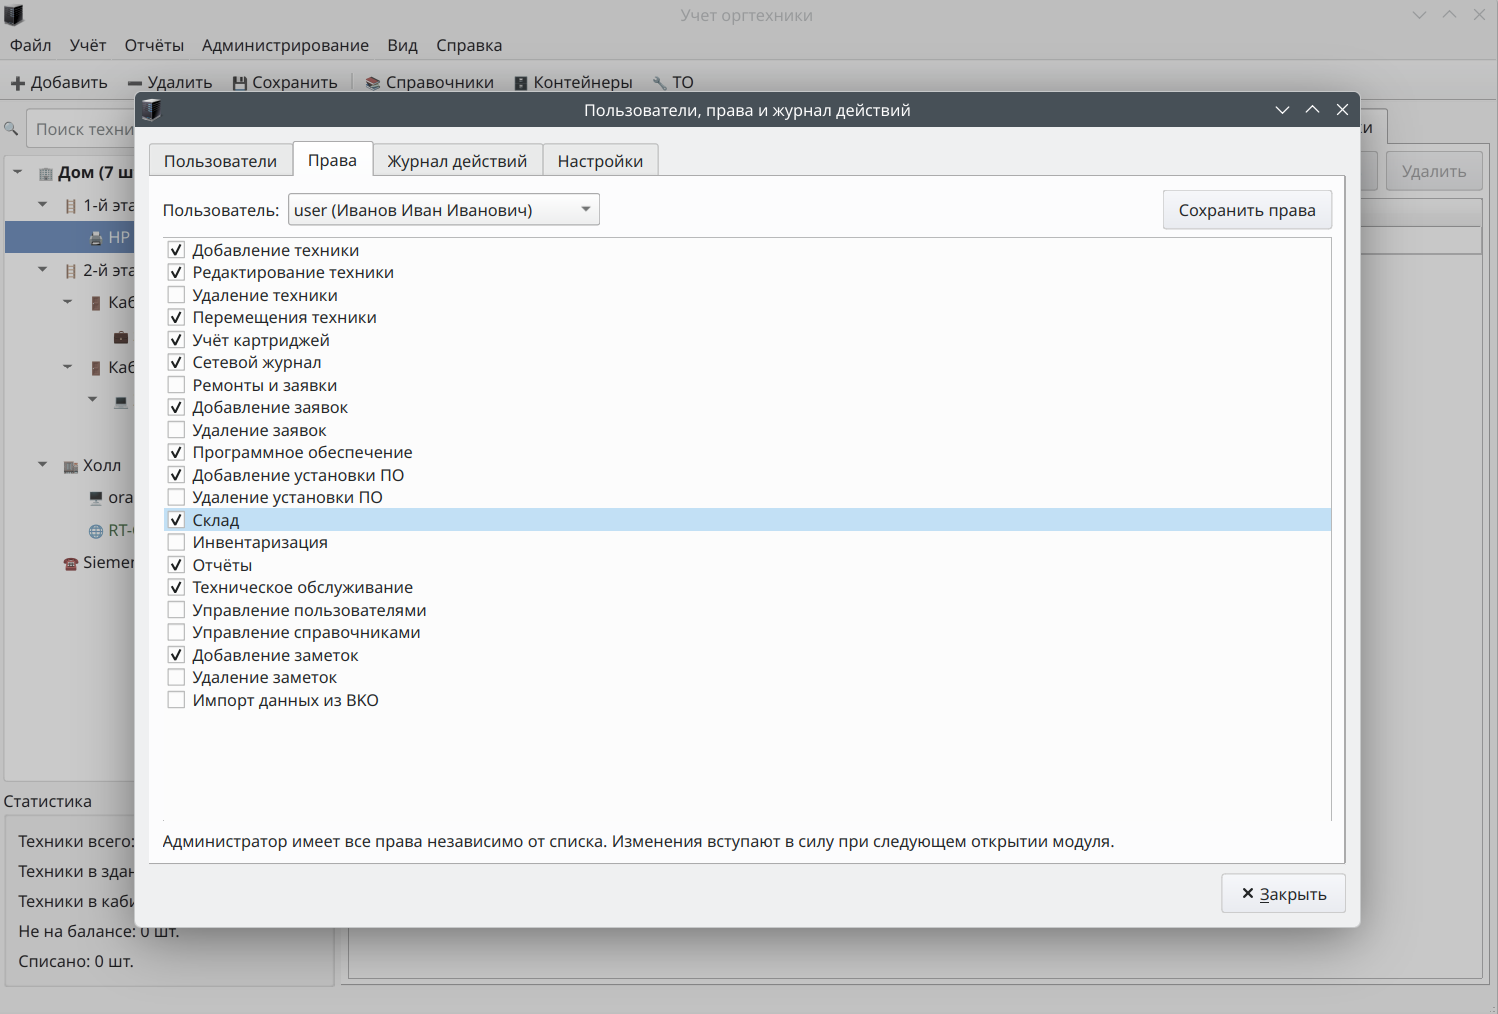 Учет оргтехники
Файл Учёт Отчёты Администрирование Вид Справка
Добавить Удалить Сохранить Справочники Контейнеры ТО
Пользователи, права и журнал действий
Поиск техни
Пользователи Права Журнал действий Настройки
Удалить
Дом (7 ш
1-й эта
HP
2-й эта
Каб
Каб
Холл
ora
RT-
Siemer
Пользователь: user (Иванов Иван Иванович) Сохранить права
Добавление техники
Редактирование техники
Удаление техники
Перемещения техники
Учёт картриджей
Сетевой журнал
Ремонты и заявки
Добавление заявок
Удаление заявок
Программное обеспечение
Добавление установки ПО
Удаление установки ПО
Склад
Инвентаризация
Отчёты
Техническое обслуживание
Управление пользователями
Управление справочниками
Добавление заметок
Удаление заметок
Импорт данных из ВКО
Администратор имеет все права независимо от списка. Изменения вступают в силу при следующем открытии модуля.
Закрыть
Статистика
Техники всего:
Техники в здан
Техники в каби
Не на балансе: 0 шт.
Списано: 0 шт.